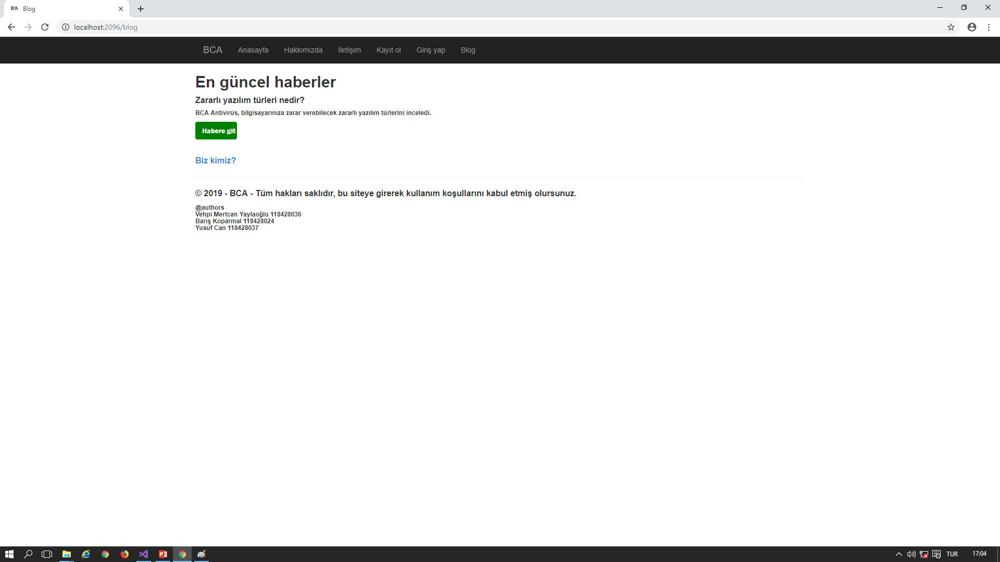 BCA Blog
localhost:2096/blog
BCA Anasayfa Hakkımızda İletişim Kayıt ol Giriş yap Blog
En güncel haberler
Zararlı yazılım türleri nedir?
BCA Antivirüs, bilgisayarınıza zarar verebilecek zararlı yazılım türlerini inceledi.
Habere git
Biz kimiz?
© 2019 - BCA - Tüm hakları saklıdır, bu siteye girerek kullanım koşullarını kabul etmiş olursunuz.
@authors
Vehpi Mertcan Yaylaoğlu 118428036
Barış Koparmal 118428024
Yusuf Can 118428037
TUR 17:04